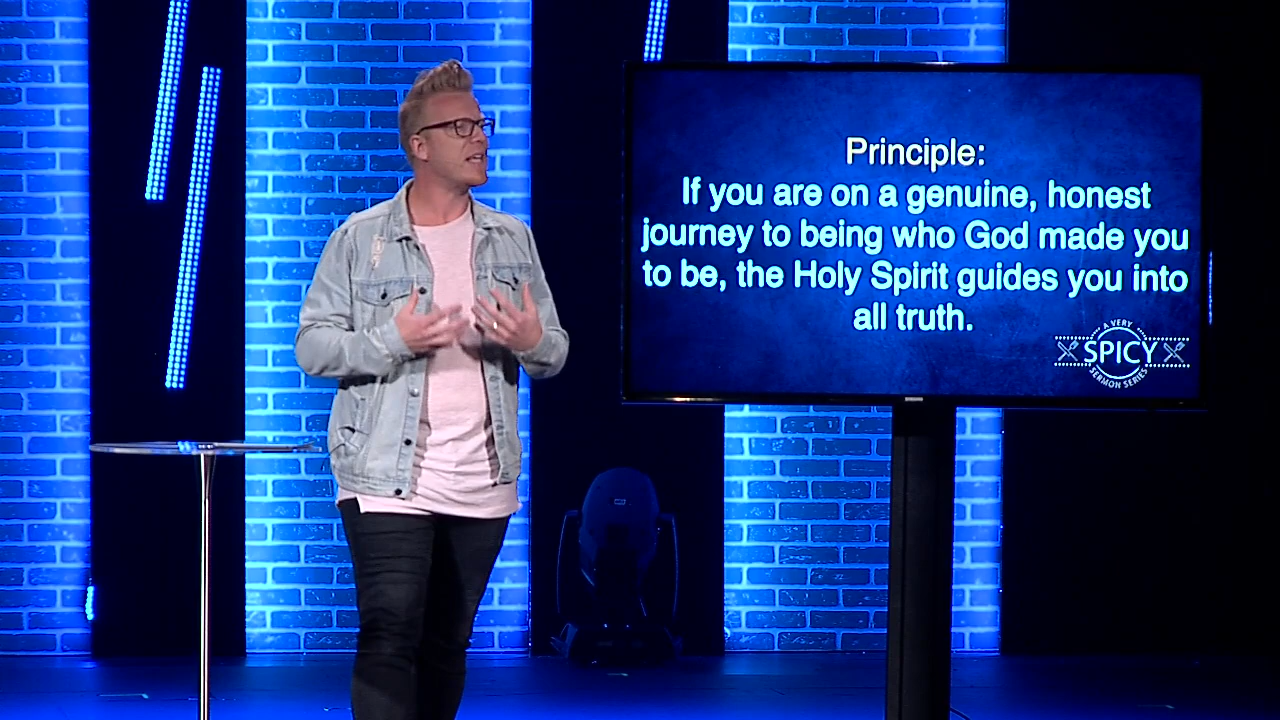 Principle:
If you are on a genuine, honest
journey to being who God made you
to be, the Holy Spirit guides you into
all truth.
A VERY
SPICY
SERMON SERIES